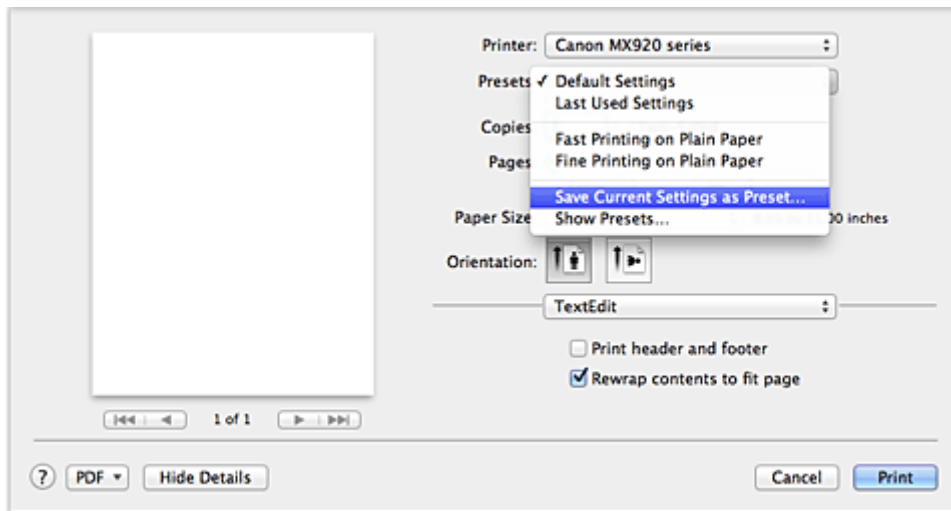 Printer: Canon MX920 series
Presets ✓ Default Settings
Last Used Settings
Copies
Fast Printing on Plain Paper
Pages Fine Printing on Plain Paper
Save Current Settings as Preset...
Paper Size Show Presets... 00 inches
Orientation:
TextEdit
Print header and footer
Rewrap contents to fit page
1 of 1
? PDF Hide Details Cancel Print